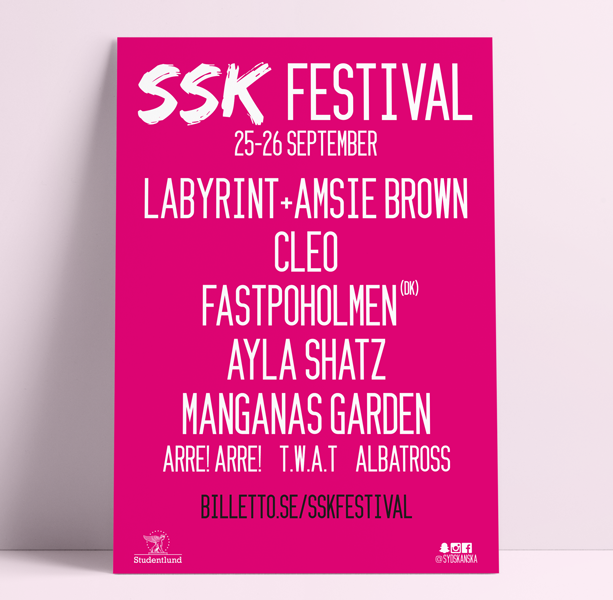 SSK FESTIVAL
25-26 SEPTEMBER
LABYRINT+AMSIE BROWN
CLEO
FASTPOHOLMEN (DK)
AYLA SHATZ
MANGANAS GARDEN
ARRE! ARRE! T.W.A.T ALBATROSS
BILLETTO.SE/SSKFESTIVAL
Studentlund
@SYDSKANSKA